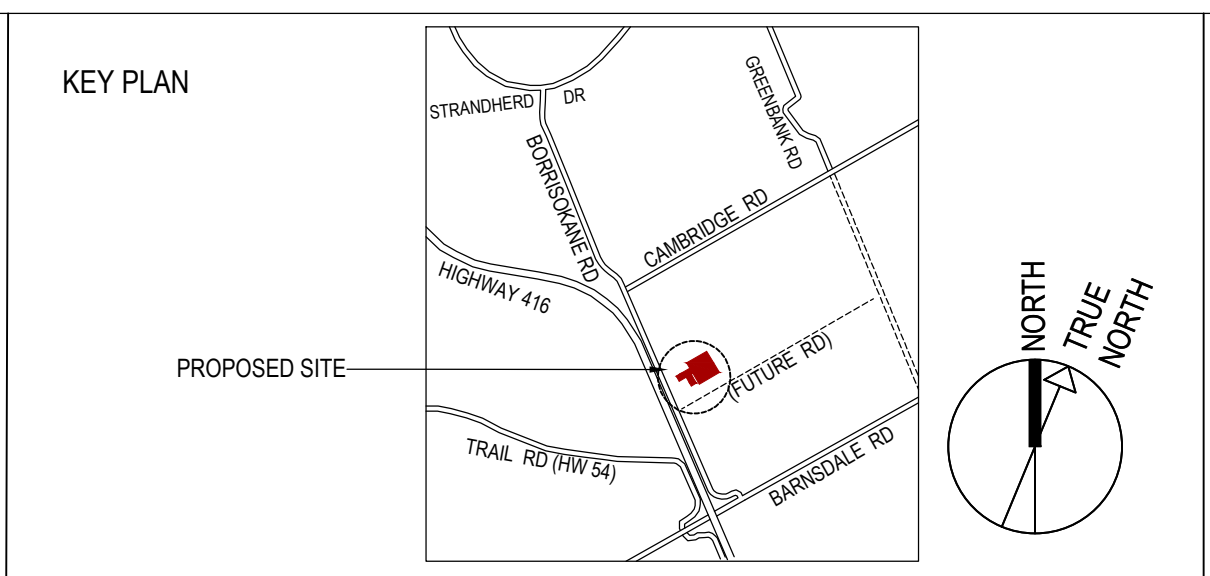 KEY PLAN
STRANDHERD DR
GREENBANK RD
BORRISOKANE RD
CAMBRIDGE RD
HIGHWAY 416
PROPOSED SITE
(FUTURE RD)
TRAIL RD (HW 54)
BARNSDALE RD
NORTH
TRUE
NORTH